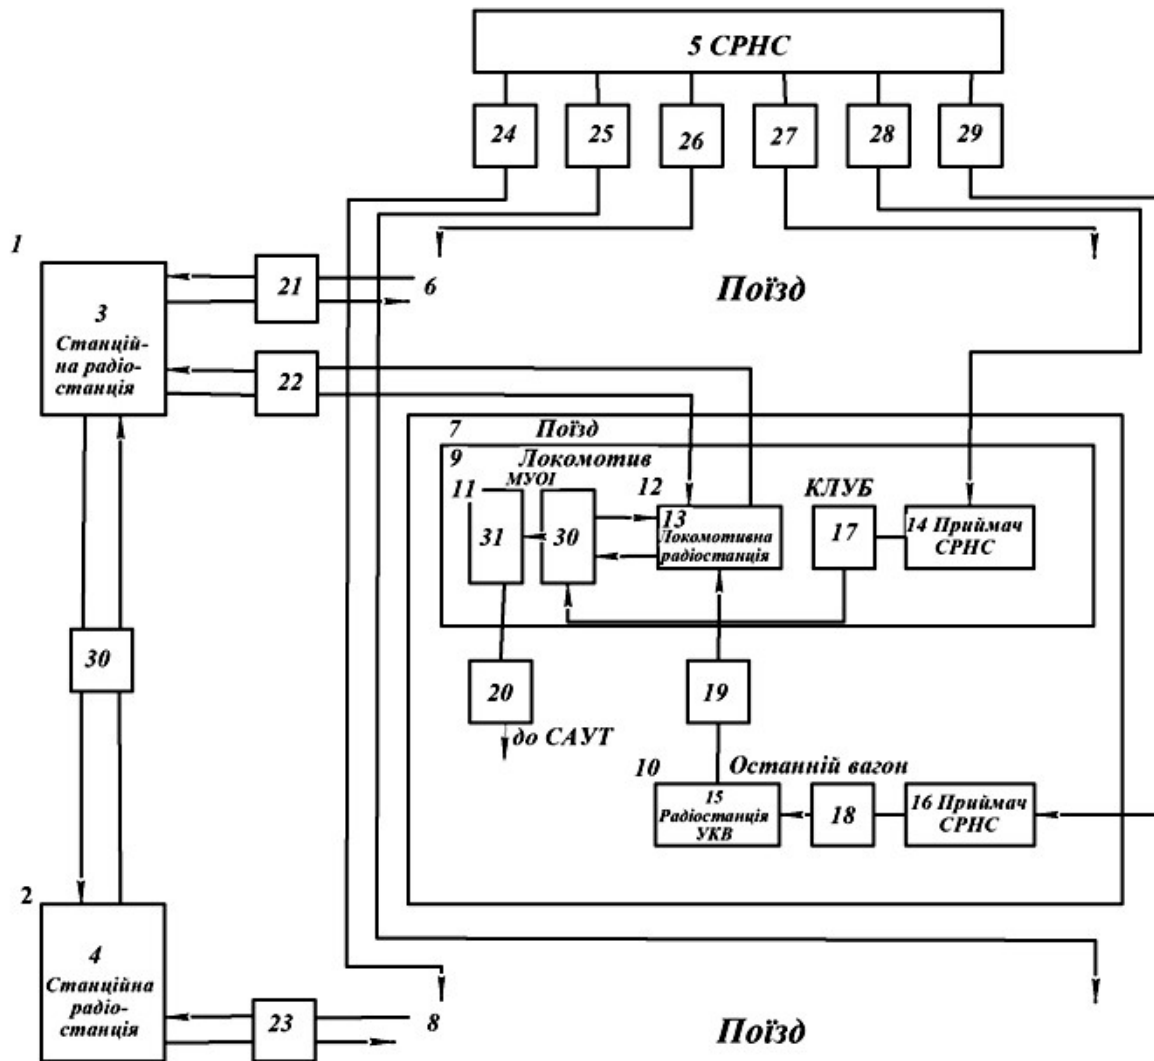 5 СРНС
24
25
26
27
28
29
1
21
6
Поїзд
3
Станцій-
на радіо-
станція
22
7
Поїзд
9
Локомотив
11
МУОІ
12
КЛУБ
31
30
13
Локомотивна
радіостанція
17
14 Приймач
СРНС
30
20
19
до САУТ
10
Останній вагон
15
Радіостанція
УКВ
18
16 Приймач
СРНС
2
4
Станційна
радіо-
станція
23
8
Поїзд